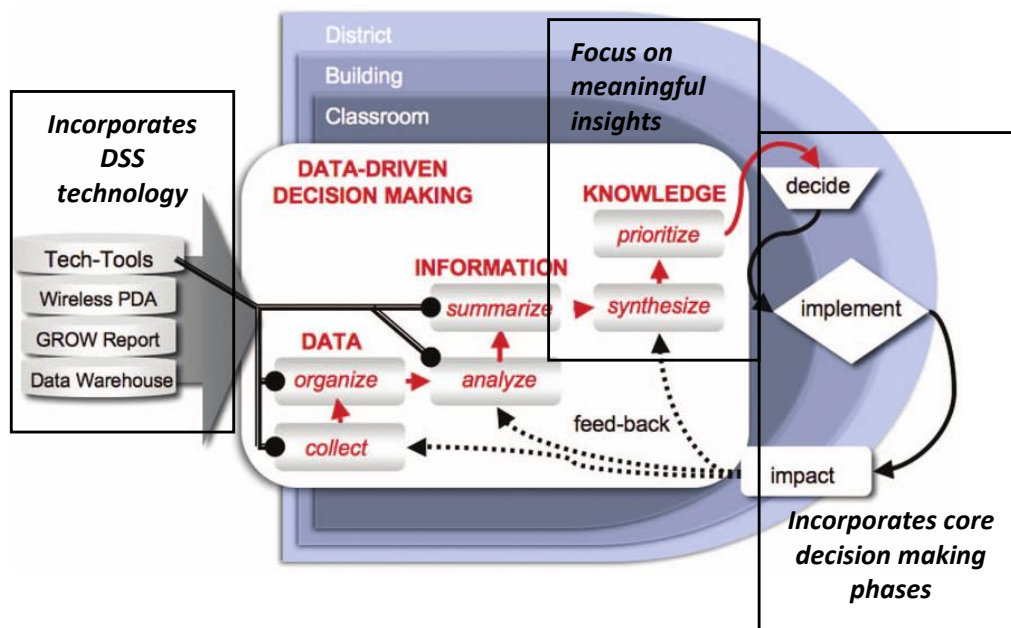 District
Building
Classroom
Focus on
meaningful
insights
Incorporates
DSS
technology
Tech-Tools
Wireless PDA
GROW Report
Data Warehouse
DATA-DRIVEN
DECISION MAKING
KNOWLEDGE
prioritize
INFORMATION
summarize
synthesize
DATA
organize
analyze
collect
feed-back
decide
implement
impact
Incorporates core
decision making
phases